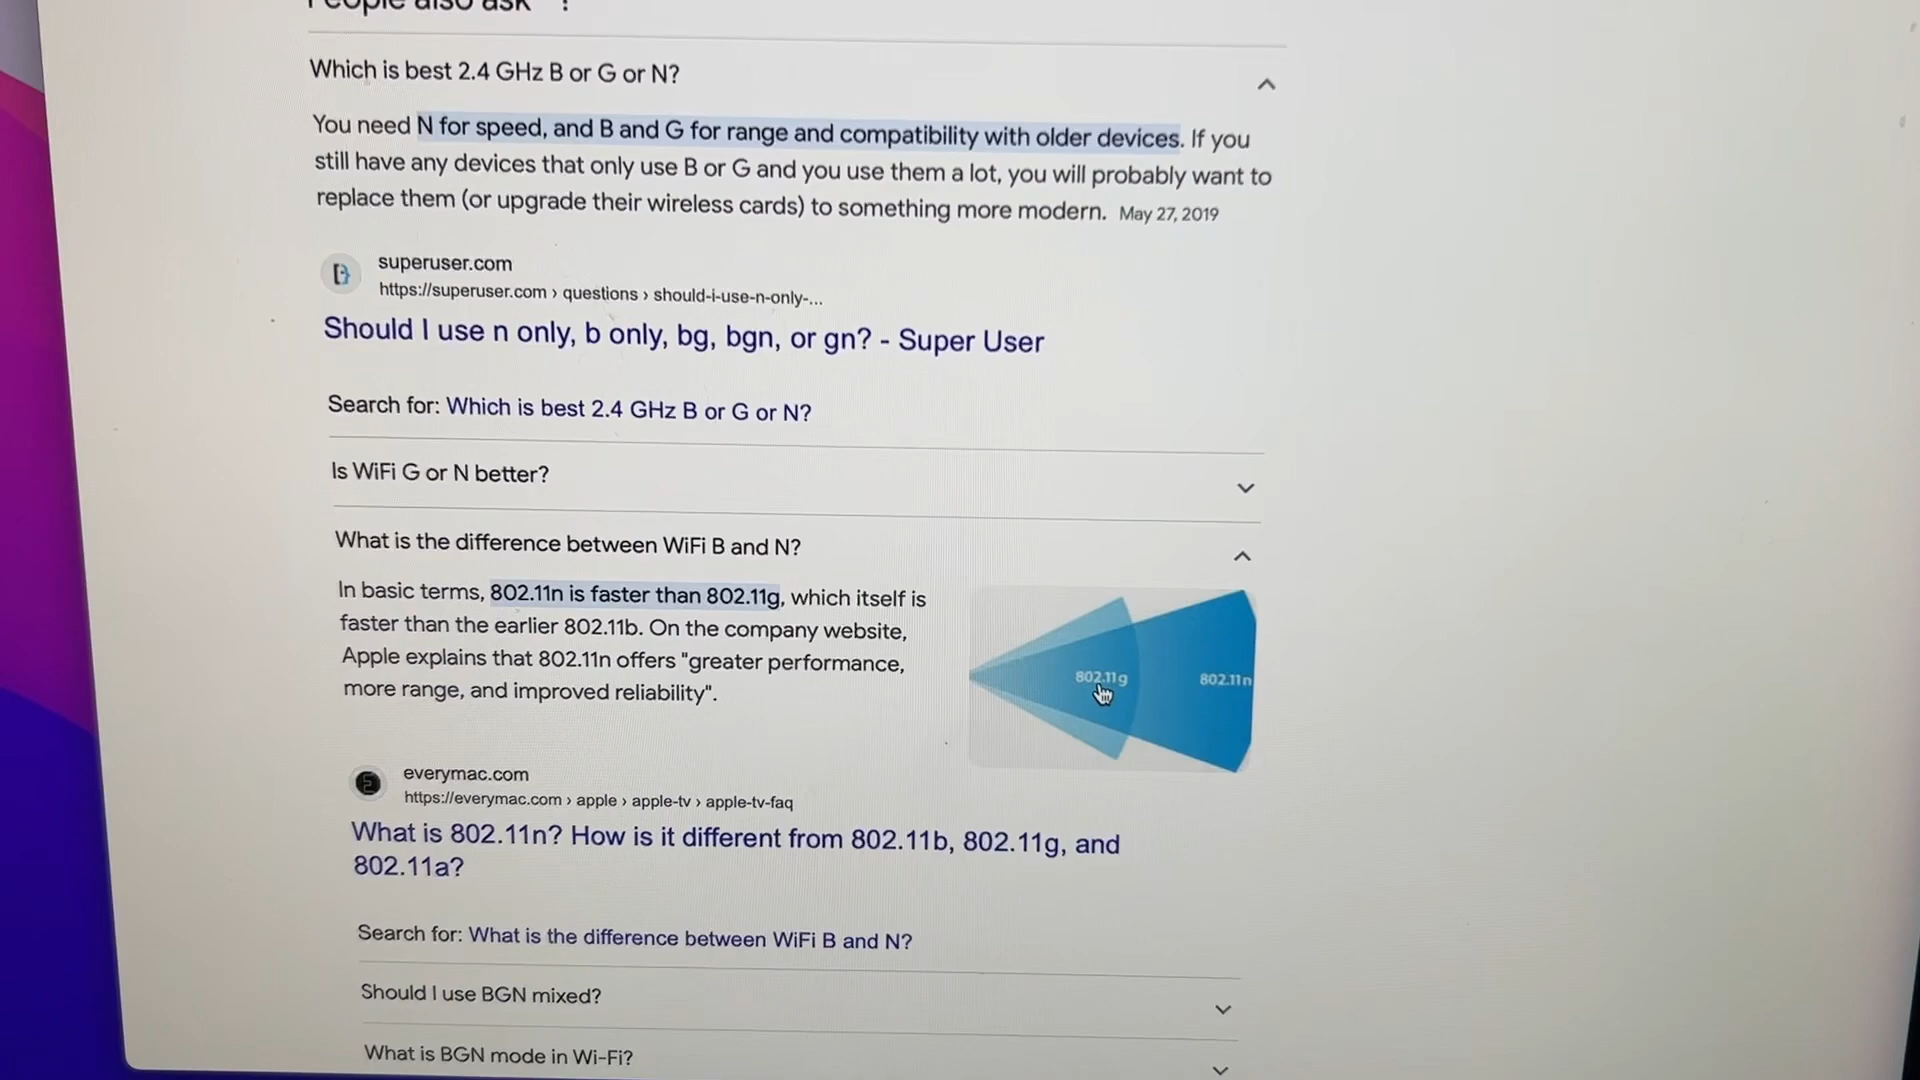 People also ask
Which is best 2.4 GHz B or G or N?
You need N for speed, and B and G for range and compatibility with older devices. If you
still have any devices that only use B or G and you use them a lot, you will probably want to
replace them (or upgrade their wireless cards) to something more modern. May 27, 2019
superuser.com
https://superuser.com › questions › should-i-use-n-only-...
Should I use n only, b only, bg, bgn, or gn? - Super User
Search for: Which is best 2.4 GHz B or G or N?
Is WiFi G or N better?
What is the difference between WiFi B and N?
In basic terms, 802.11n is faster than 802.11g, which itself is
faster than the earlier 802.11b. On the company website,
Apple explains that 802.11n offers "greater performance,
more range, and improved reliability".
802.11g
802.11n
everymac.com
https://everymac.com › apple › apple-tv › apple-tv-faq
What is 802.11n? How is it different from 802.11b, 802.11g, and
802.11a?
Search for: What is the difference between WiFi B and N?
Should I use BGN mixed?
What is BGN mode in Wi-Fi?